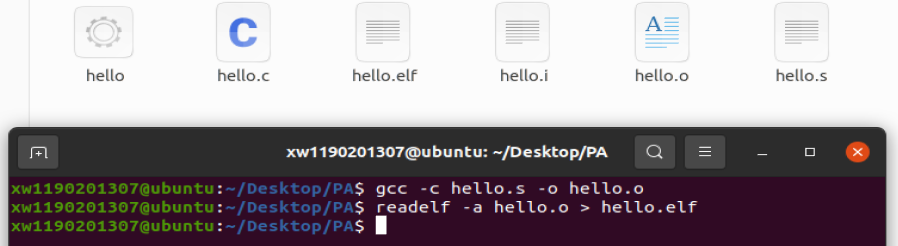 hello
hello.c
hello.elf
hello.i
hello.o
hello.s
xw1190201307@ubuntu: ~/Desktop/PA
xw1190201307@ubuntu:~/Desktop/PA$ gcc -c hello.s -o hello.o
xw1190201307@ubuntu:~/Desktop/PA$ readelf -a hello.o > hello.elf
xw1190201307@ubuntu:~/Desktop/PA$